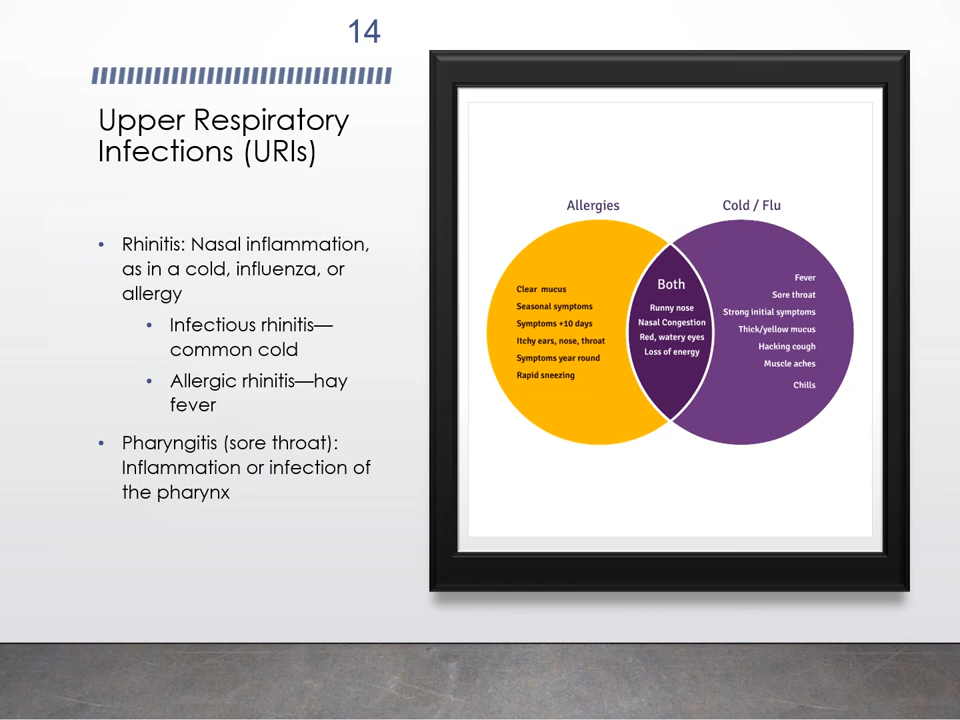 14
Upper Respiratory
Infections (URIs)
• Rhinitis: Nasal inflammation,
as in a cold, influenza, or
allergy
• Infectious rhinitis—
common cold
• Allergic rhinitis—hay
fever
• Pharyngitis (sore throat):
Inflammation or infection of
the pharynx
Allergies
Clear mucus
Seasonal symptoms
Symptoms +10 days
Itchy ears, nose, throat
Symptoms year round
Rapid sneezing
Both
Runny nose
Nasal Congestion
Red, watery eyes
Loss of energy
Cold / Flu
Fever
Sore throat
Strong initial symptoms
Thick/yellow mucus
Hacking cough
Muscle aches
Chills